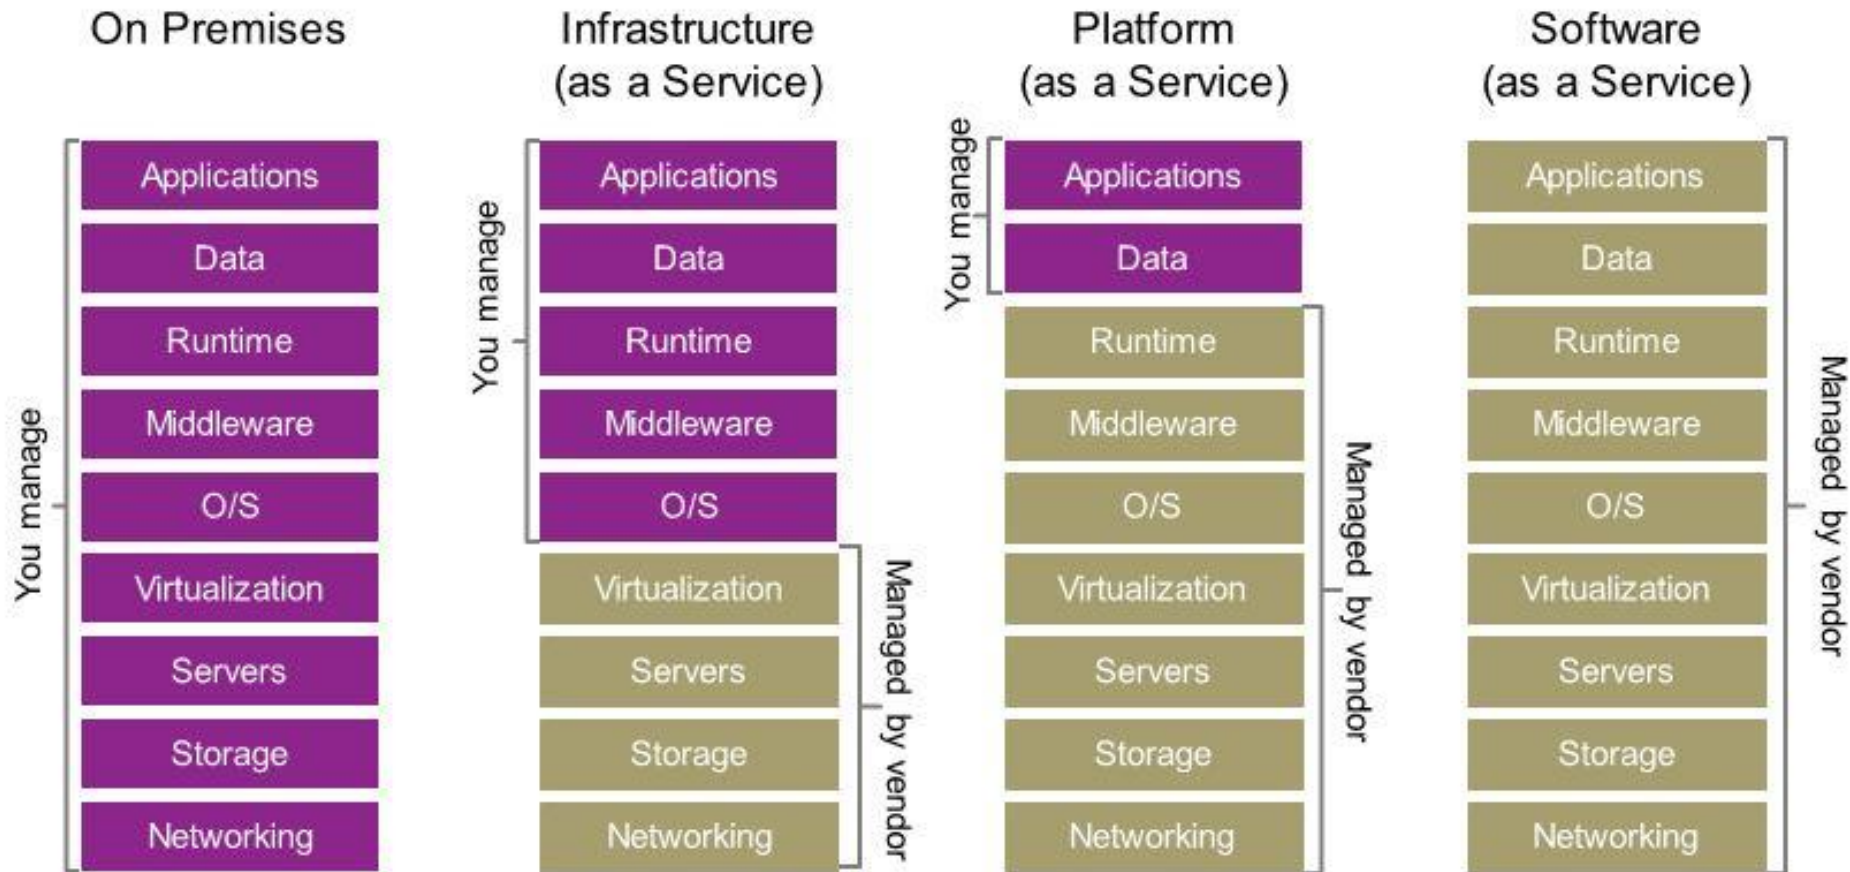 On Premises
You manage
Applications
Data
Runtime
Middleware
O/S
Virtualization
Servers
Storage
Networking
Infrastructure
(as a Service)
You manage
Applications
Data
Runtime
Middleware
O/S
Virtualization
Servers
Storage
Networking
Managed by vendor
Platform
(as a Service)
You manage
Applications
Data
Runtime
Middleware
O/S
Virtualization
Servers
Storage
Networking
Managed by vendor
Software
(as a Service)
Applications
Data
Runtime
Middleware
O/S
Virtualization
Servers
Storage
Networking
Managed by vendor